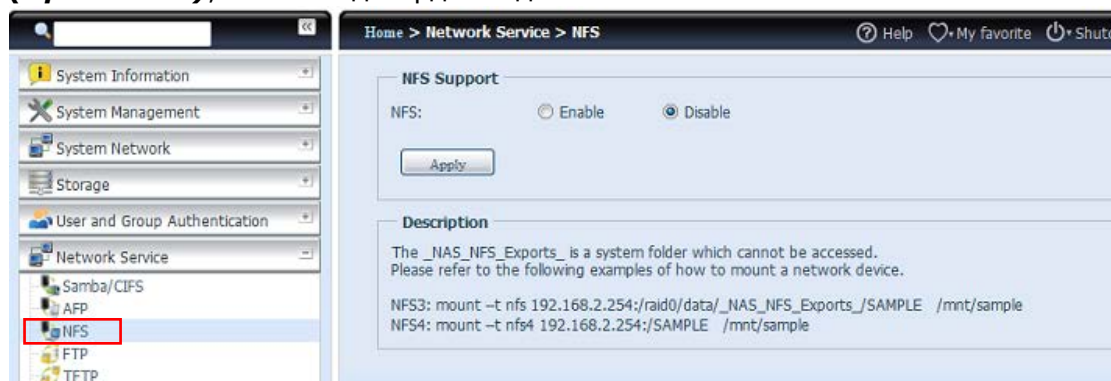 Home > Network Service > NFS
Help
My favorite
System Information
System Management
System Network
Storage
User and Group Authentication
Network Service
Samba/CIFS
AFP
NFS
FTP
TFTP
NFS Support
NFS:
Enable
Disable
Apply
Description
The _NAS_NFS_Exports_ is a system folder which cannot be accessed.
Please refer to the following examples of how to mount a network device.
NFS3: mount –t nfs 192.168.2.254:/raid0/data/_NAS_NFS_Exports_/SAMPLE /mnt/sample
NFS4: mount –t nfs4 192.168.2.254:/SAMPLE /mnt/sample